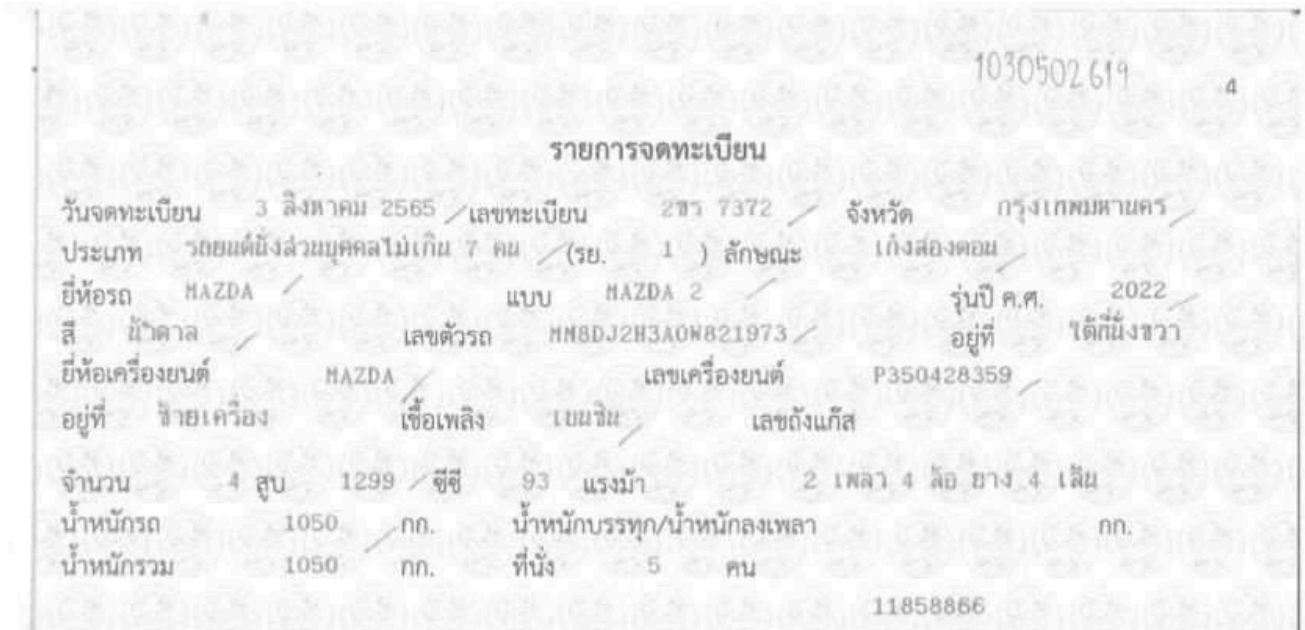 1030502619
4
รายการจดทะเบียน
วันจดทะเบียน 3 สิงหาคม 2565 เลขทะเบียน 2ขร 7372 จังหวัด กรุงเทพมหานคร
ประเภท รถยนต์นั่งส่วนบุคคลไม่เกิน 7 คน (รย. 1 ) ลักษณะ เก๋งสองตอน
ยี่ห้อรถ MAZDA แบบ MAZDA 2 รุ่นปี ค.ศ. 2022
สี น้ำตาล เลขตัวรถ MM8DJ2H3A0W821973 อยู่ที่ ใต้ที่นั่งขวา
ยี่ห้อเครื่องยนต์ MAZDA เลขเครื่องยนต์ P350428359
อยู่ที่ ซ้ายเครื่อง เชื้อเพลิง เบนซิน เลขถังแก๊ส
จำนวน 4 สูบ 1299 ซีซี 93 แรงม้า 2 เพลา 4 ล้อ ยาง 4 เส้น
น้ำหนักรถ 1050 กก. น้ำหนักบรรทุก/น้ำหนักลงเพลา กก.
น้ำหนักรวม 1050 กก. ที่นั่ง 5 คน
11858866